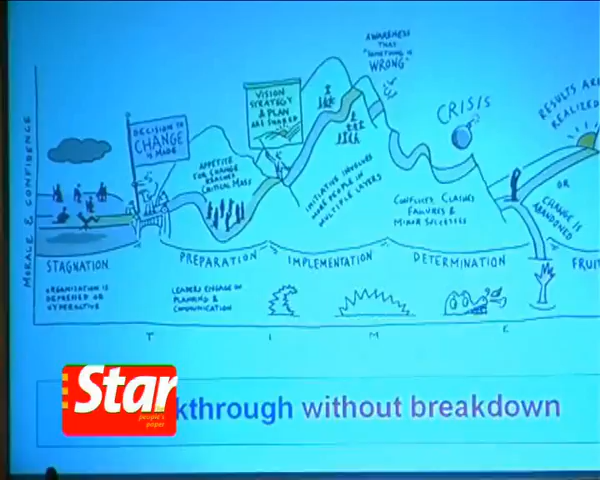 AWARENESS
THAT
"SOMETHING IS
WRONG"
VISION
STRATEGY
& PLAN
ARE SHARED
CRISIS
RESULTS ARE
REALIZED
DECISION TO
CHANGE
IS MADE
APPETITE
FOR CHANGE
REACHES
CRITICAL MASS
INITIATIVE INVOLVES
MORE PEOPLE IN
MULTIPLE LAYERS
CONFLICTS, CLASHES
FAILURES &
MINOR SUCCESSES
OR
CHANGE IS
ABANDONED
MORALE & CONFIDENCE
STAGNATION
PREPARATION
IMPLEMENTATION
DETERMINATION
FRUIT
ORGANIZATION IS
DEPRESSED OR
HYPERACTIVE
LEADERS ENGAGE IN
PLANNING &
COMMUNICATION
T I M E
kthrough without breakdown
Star
the
people's
paper